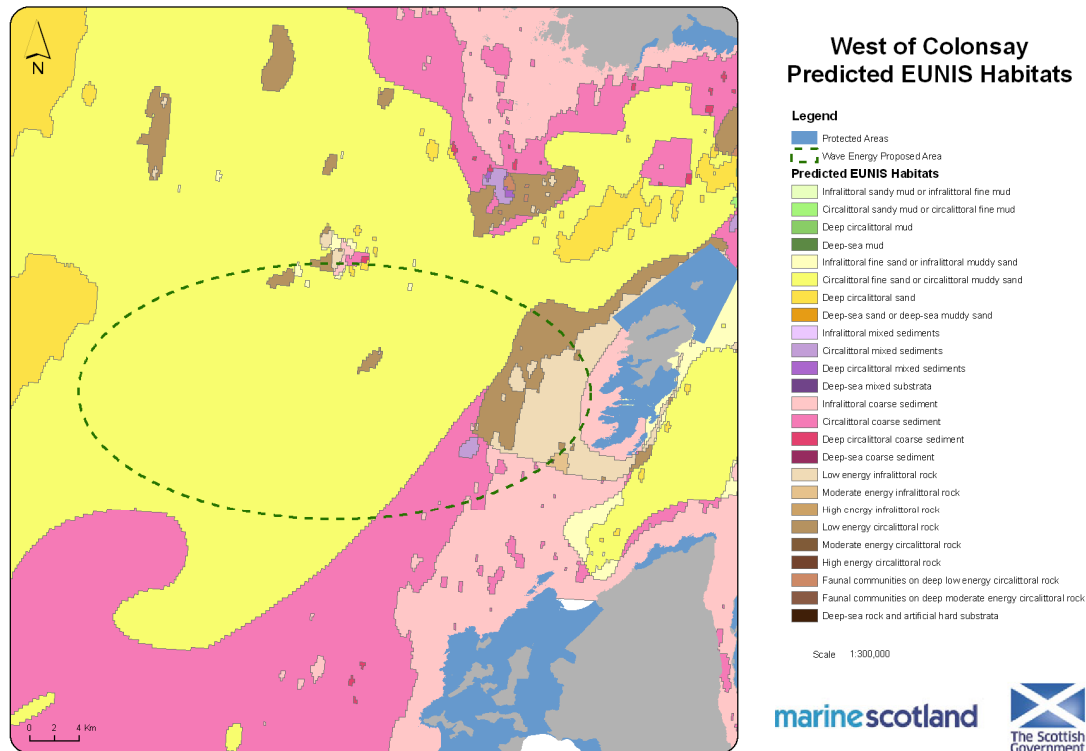 N
West of Colonsay
Predicted EUNIS Habitats
Legend
Protected Areas
Wave Energy Proposed Area
Predicted EUNIS Habitats
Infralittoral sandy mud or infralittoral fine mud
Circalittoral sandy mud or circalittoral fine mud
Deep circalittoral mud
Deep-sea mud
Infralittoral fine sand or infralittoral muddy sand
Circalittoral fine sand or circalittoral muddy sand
Deep circalittoral sand
Deep-sea sand or deep-sea muddy sand
Infralittoral mixed sediments
Circalittoral mixed sediments
Deep circalittoral mixed sediments
Deep-sea mixed substrata
Infralittoral coarse sediment
Circalittoral coarse sediment
Deep circalittoral coarse sediment
Deep-sea coarse sediment
Low energy infralittoral rock
Moderate energy infralittoral rock
High energy infralittoral rock
Low energy circalittoral rock
Moderate energy circalittoral rock
High energy circalittoral rock
Faunal communities on deep low energy circalittoral rock
Faunal communities on deep moderate energy circalittoral rock
Deep-sea rock and artificial hard substrata
Scale 1:300,000
0 2 4 Km
marinescotland
The Scottish
Government